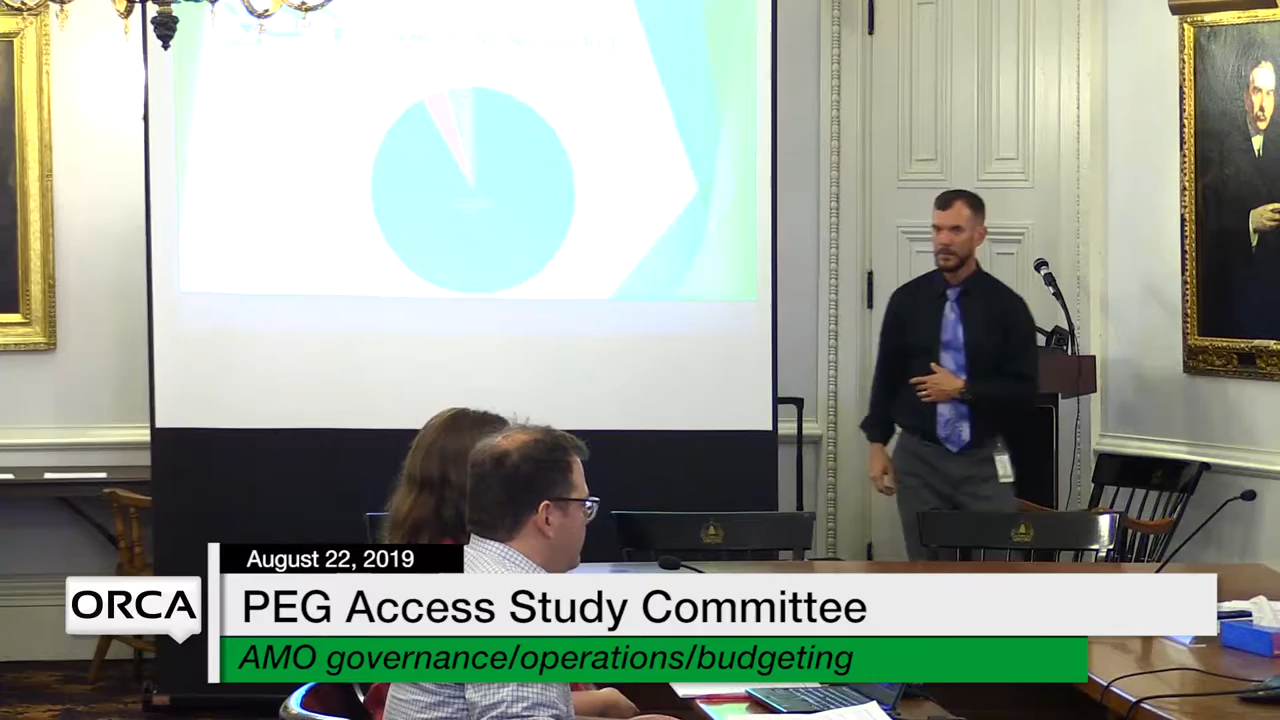 August 22, 2019
ORCA
PEG Access Study Committee
AMO governance/operations/budgeting